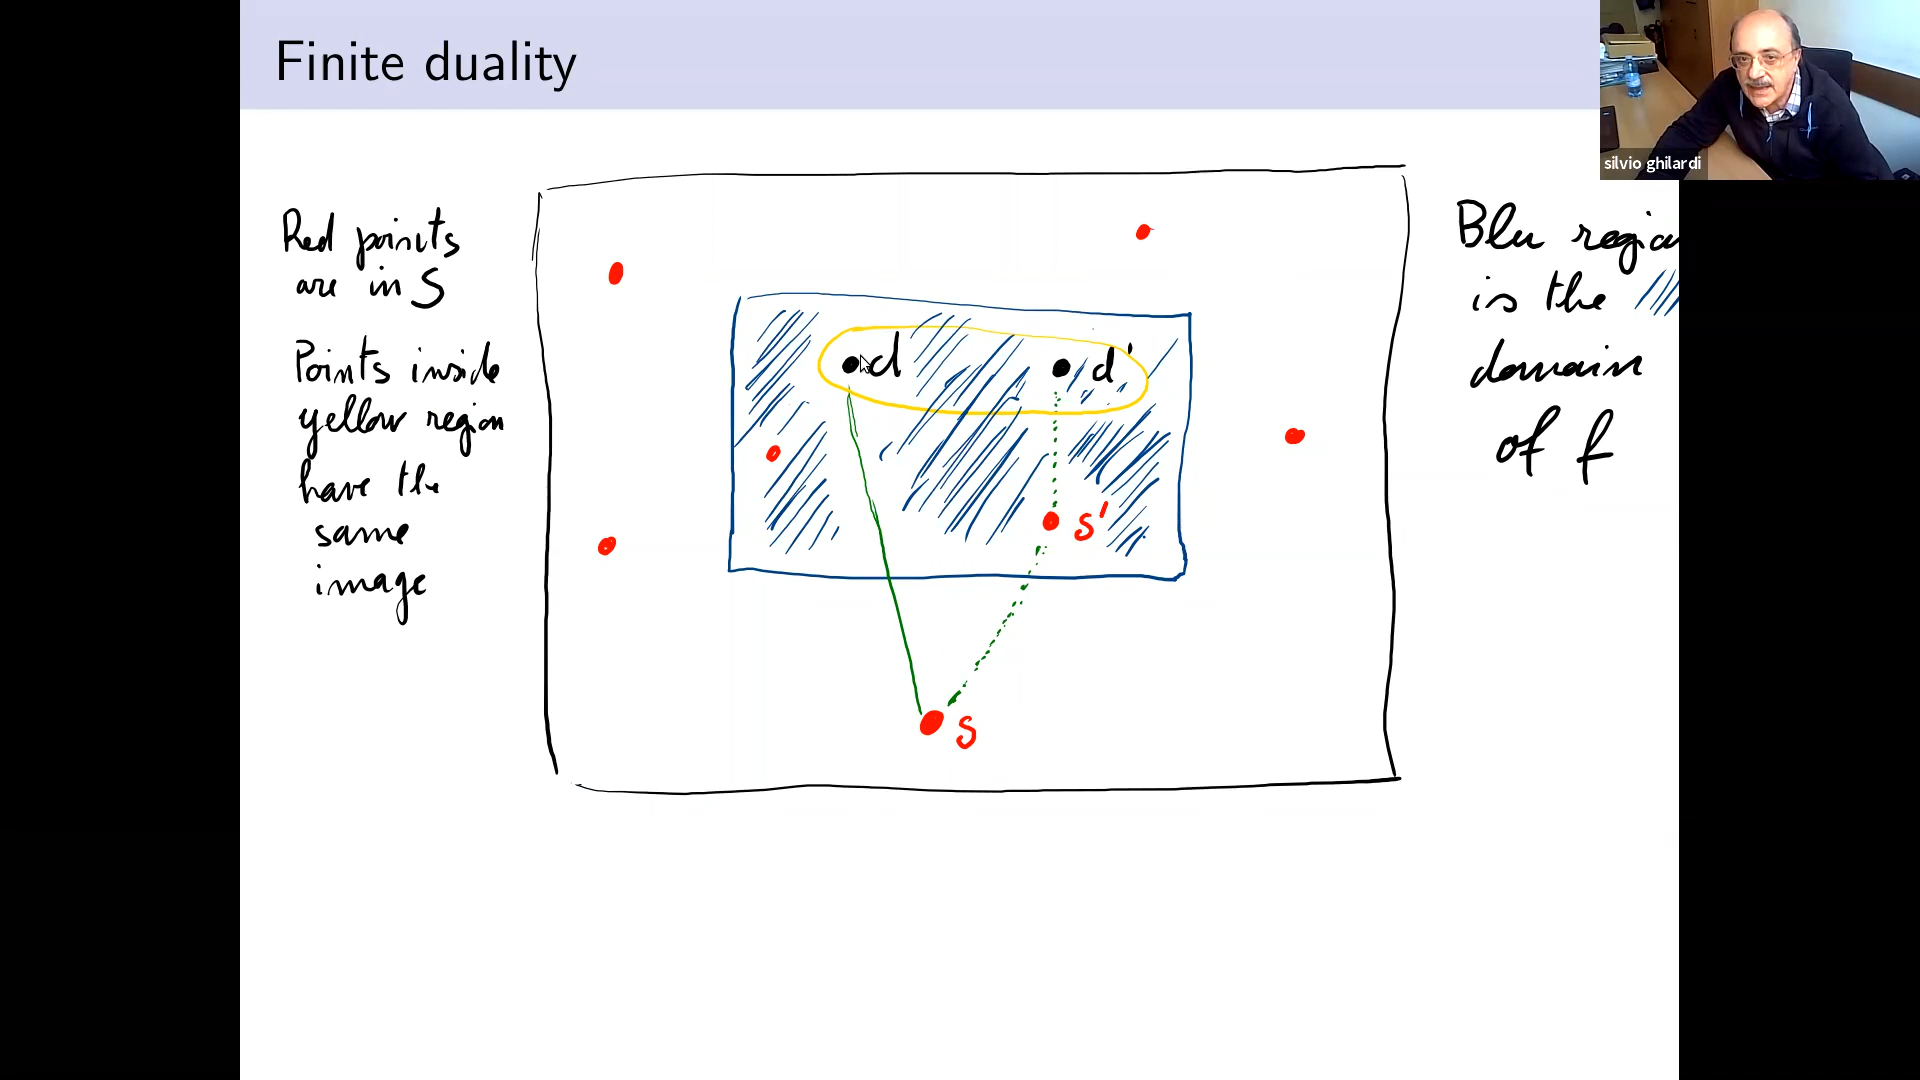 Finite duality
silvio ghilardi
Red points
are in S
Points inside
yellow region
have the
same
image
Blu regio
is the
domain
of f
d
d'
s'
s